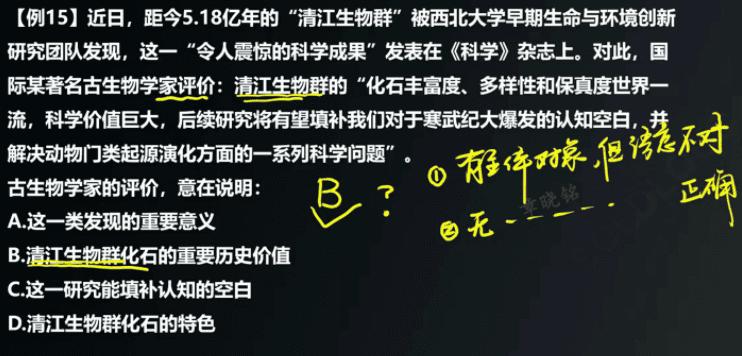 【例15】近日，距今5.18亿年的“清江生物群”被西北大学早期生命与环境创新
研究团队发现，这一“令人震惊的科学成果”发表在《科学》杂志上。对此，国
际某著名古生物学家评价：清江生物群的“化石丰富度、多样性和保真度世界一
流，科学价值巨大，后续研究将有望填补我们对于寒武纪大爆发的认知空白，并
解决动物门类起源演化方面的一系列科学问题”。
古生物学家的评价，意在说明：
A.这一类发现的重要意义
B.清江生物群化石的重要历史价值
C.这一研究能填补认知的空白
D.清江生物群化石的特色
B ?
① 有主体对象，但语意不对
② 无 ------ 正确